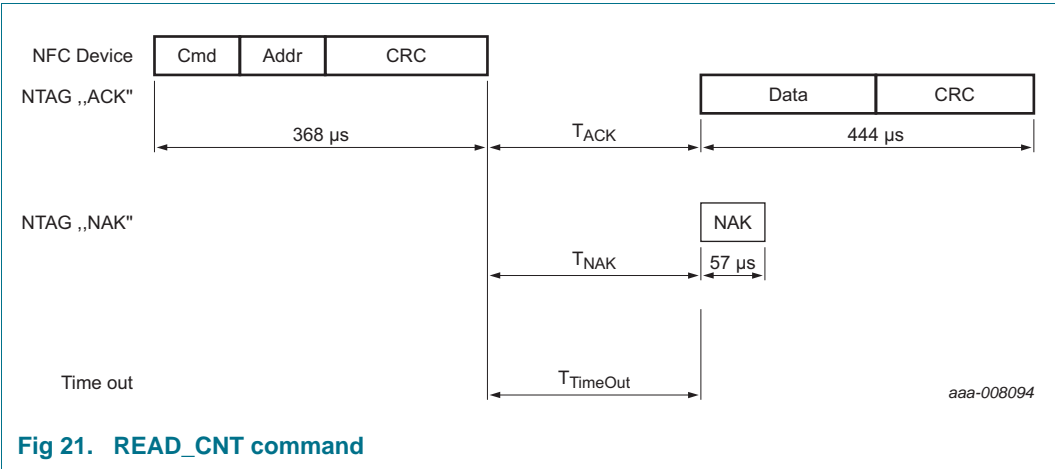 NFC Device Cmd Addr CRC
NTAG ,,ACK" Data CRC
368 µs TACK 444 µs
NTAG ,,NAK" NAK
TNAK 57 µs
Time out TTimeOut aaa-008094
Fig 21. READ_CNT command